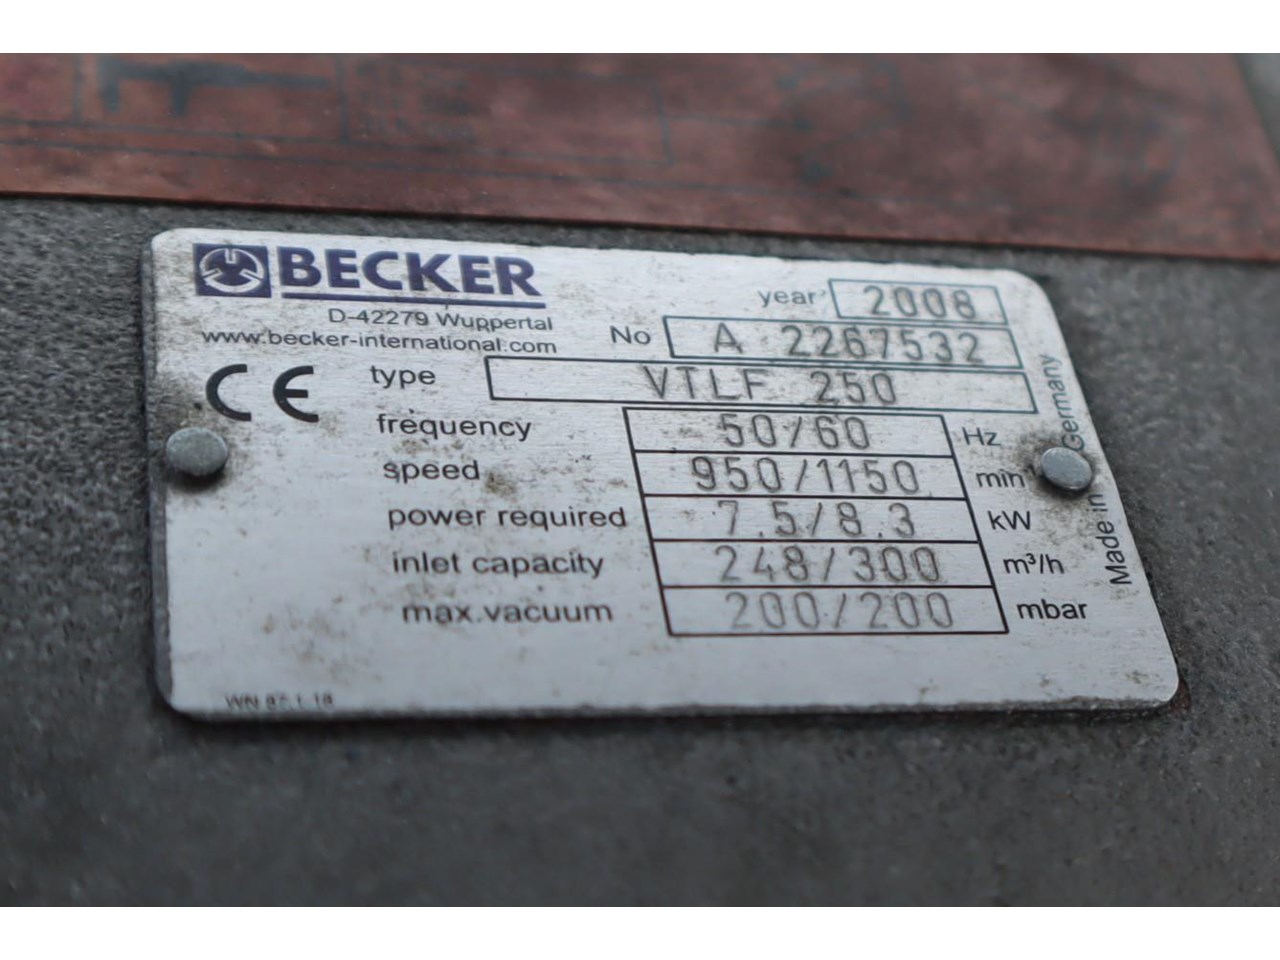 BECKER
D-42279 Wuppertal
www.becker-international.com
year 2008
No A 2267532
type VTLF 250
frequency 50/60 Hz
speed 950/1150 min
power required 7.5/8.3 kW
inlet capacity 248/300 m³/h
max.vacuum 200/200 mbar
CE
Made in Germany